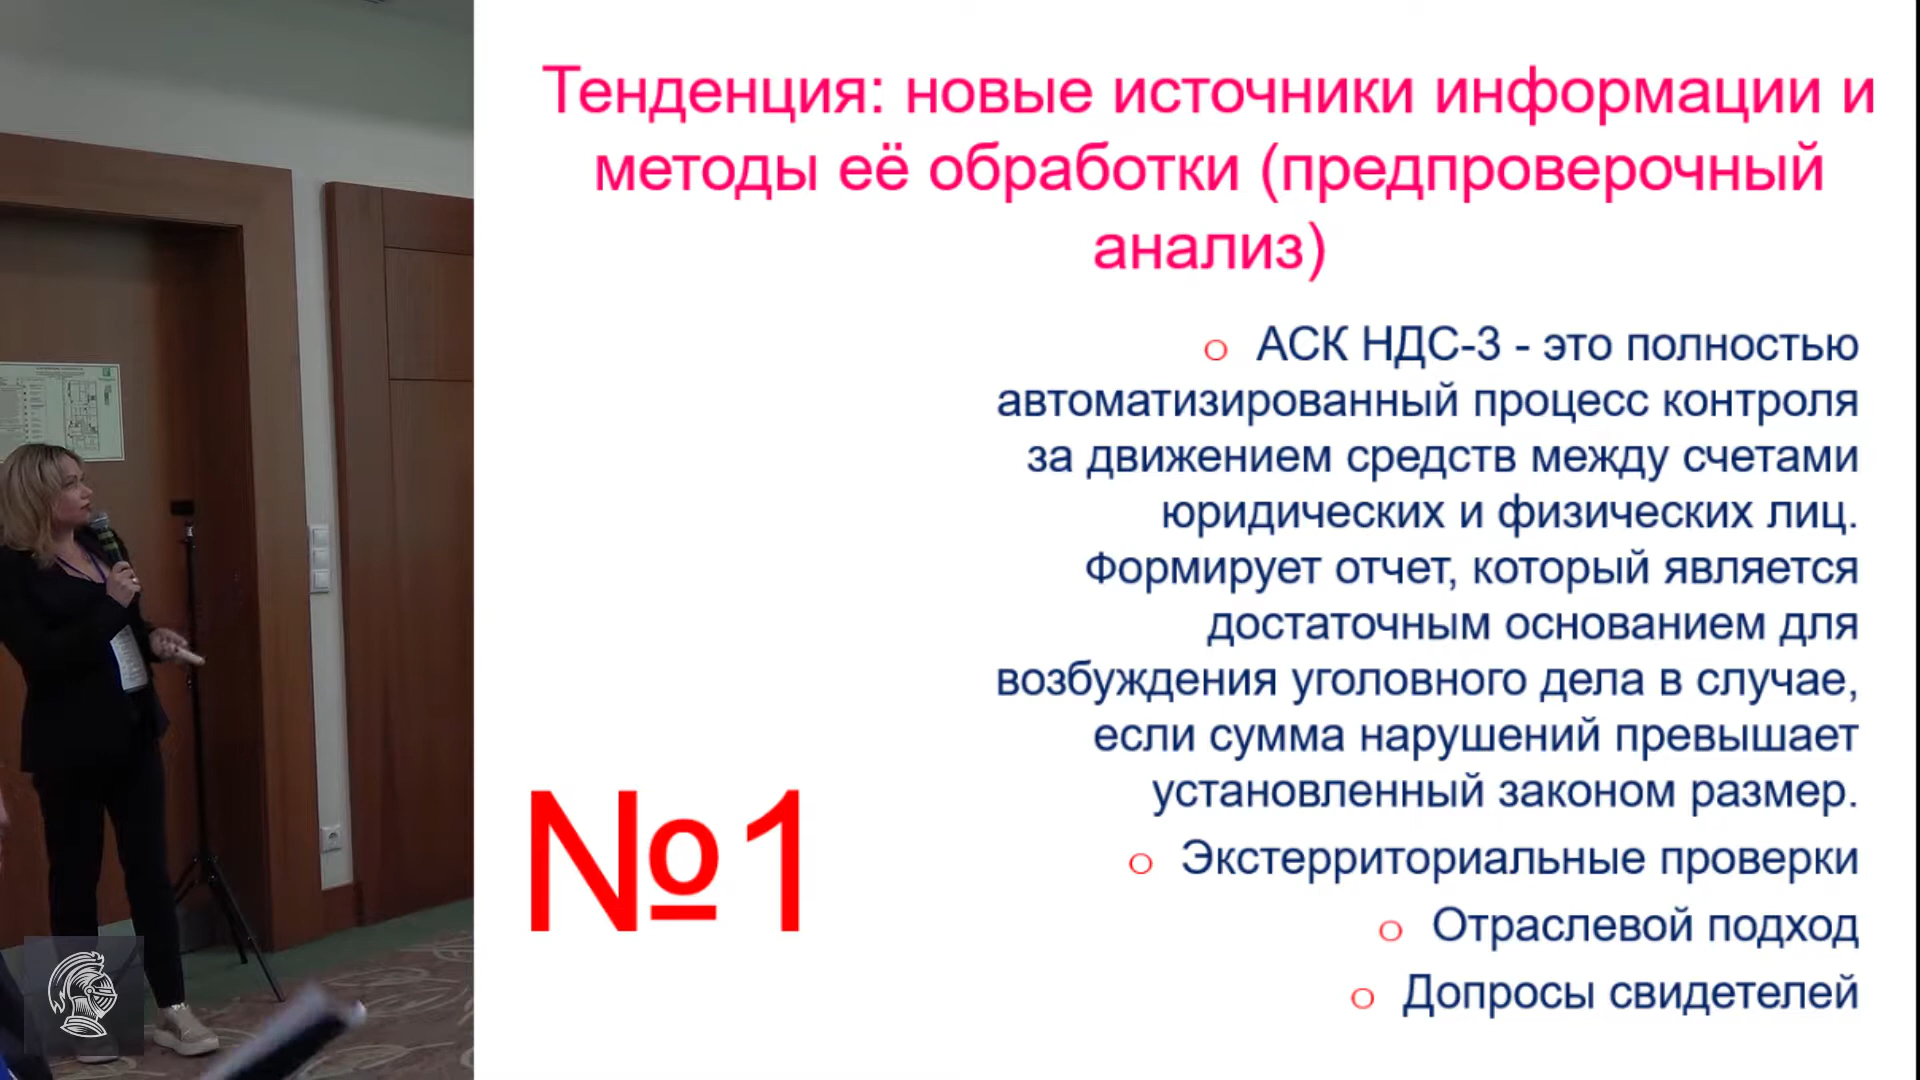 Тенденция: новые источники информации и
методы её обработки (предпроверочный
анализ)
o АСК НДС-3 - это полностью
автоматизированный процесс контроля
за движением средств между счетами
юридических и физических лиц.
Формирует отчет, который является
достаточным основанием для
возбуждения уголовного дела в случае,
если сумма нарушений превышает
установленный законом размер.
o Экстерриториальные проверки
o Отраслевой подход
o Допросы свидетелей
№1